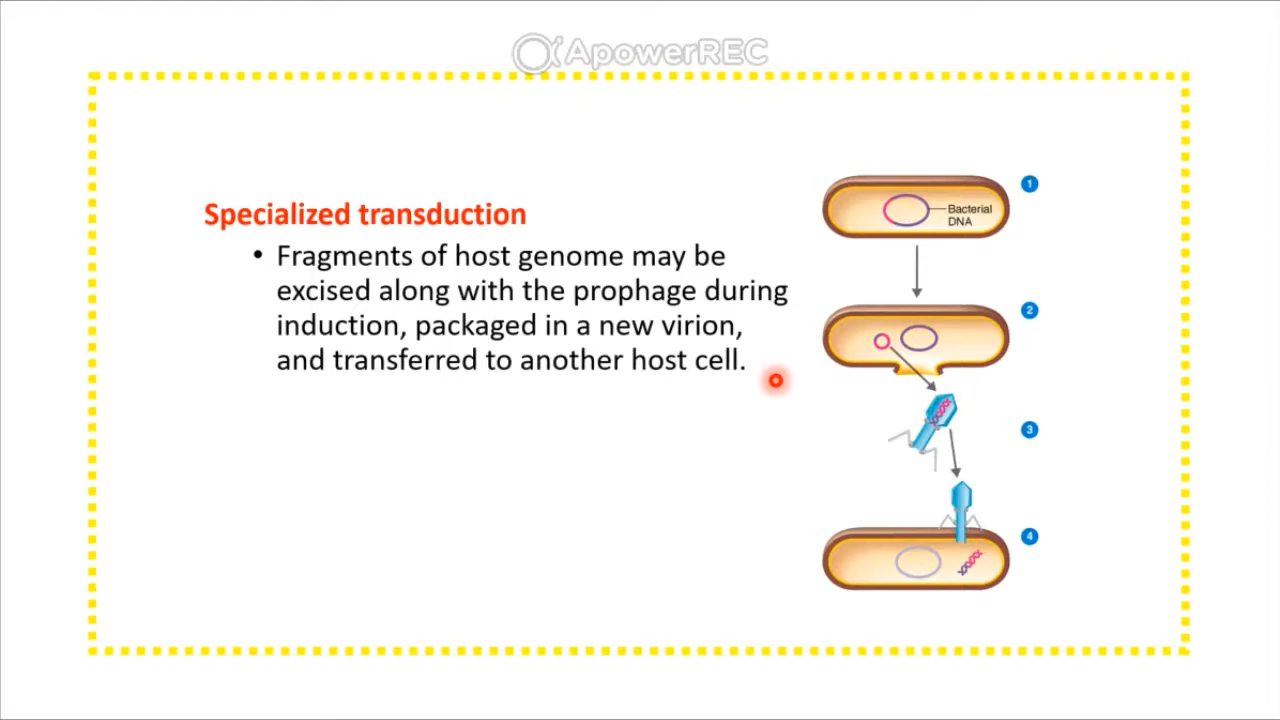 ApowerREC
Specialized transduction
• Fragments of host genome may be
excised along with the prophage during
induction, packaged in a new virion,
and transferred to another host cell.
1
Bacterial
DNA
2
3
4